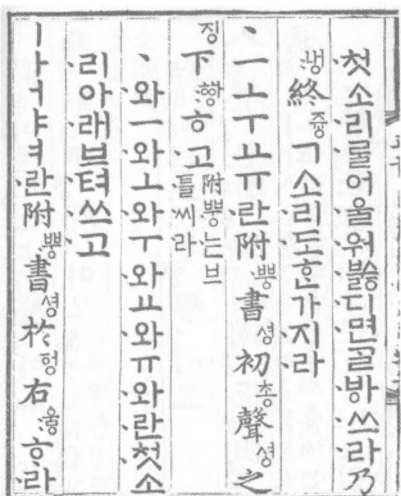 첫소리ᄅᆞᆯ어울워ᄡᅮᇙ디면ᄀᆞᆯᄫᅡ쓰라乃
냉終즁ㄱ소리도ᄒᆞᆫ가지라
ㆍㅡㅗㅜㅛㅠ란附뿡書셩初총聲셩之
징下ᅘᅡᆼᄒᆞ고附뿡는브틀씨라
ㆍ와ㅡ와ㅗ와ㅜ와ㅛ와ㅠ와란첫소
리아래브텨쓰고
ㅣㅏㅓㅑㅕ란附뿡書셩於ᅙᅥᆼ右우ᇢᄒᆞ라